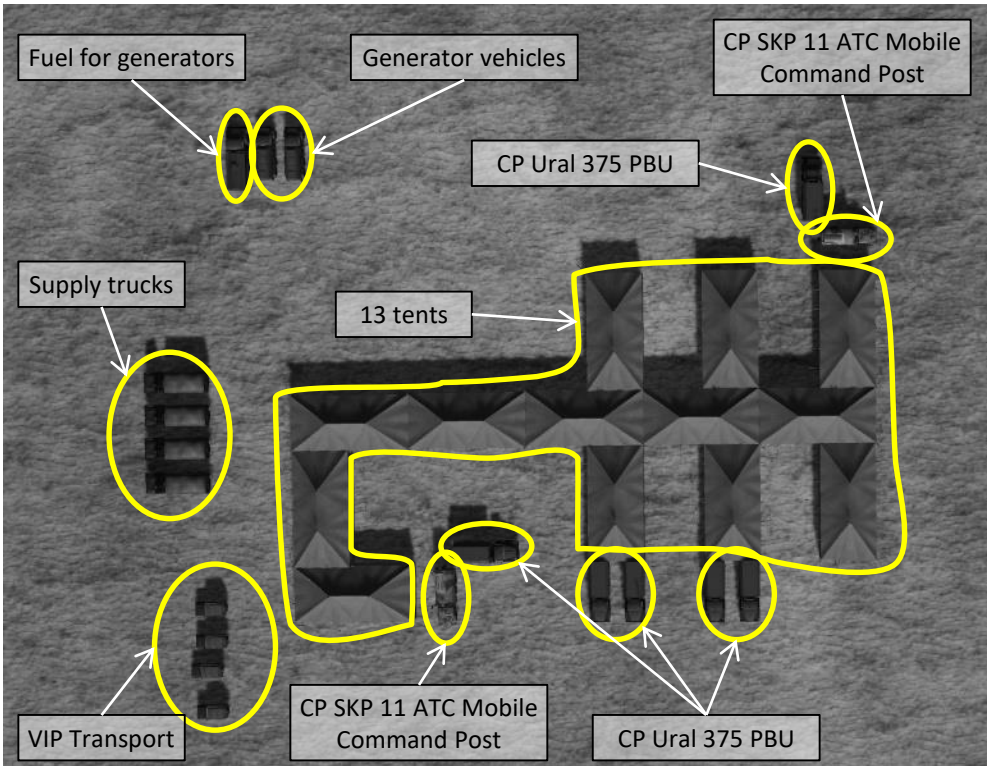 Fuel for generators
Generator vehicles
CP SKP 11 ATC Mobile
Command Post
CP Ural 375 PBU
Supply trucks
13 tents
VIP Transport
CP SKP 11 ATC Mobile
Command Post
CP Ural 375 PBU